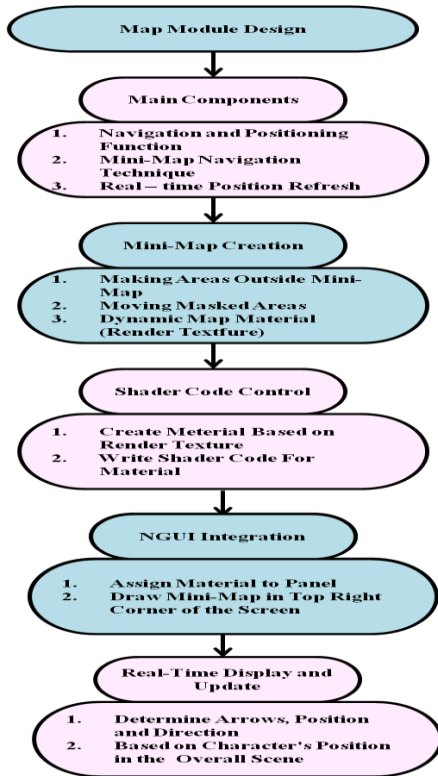 Map Module Design
Main Components
1. Navigation and Positioning
Function
2. Mini-Map Navigation
Technique
3. Real – time Position Refresh
Mini-Map Creation
1. Making Areas Outside Mini-
Map
2. Moving Masked Areas
3. Dynamic Map Material
(Render Textfure)
Shader Code Control
1. Create Meterial Based on
Render Texture
2. Write Shader Code For
Material
NGUI Integration
1. Assign Material to Panel
2. Draw Mini-Map in Top Right
Corner of the Screen
Real-Time Display and
Update
1. Determine Arrows, Position
and Direction
2. Based on Character's Position
in the Overall Scene